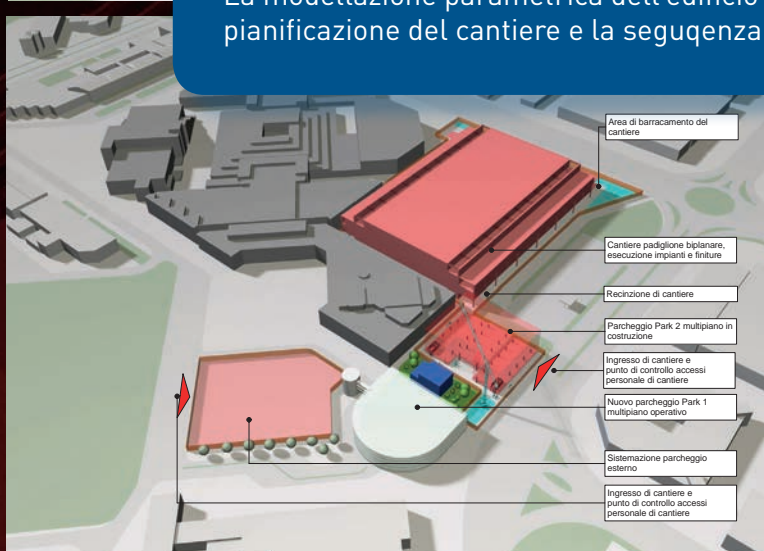 La modellazione parametrica dell'edificio
pianificazione del cantiere e la seguqenza
Area di barracamento del
cantiere
Cantiere padiglione biplanare,
esecuzione impianti e finiture
Recinzione di cantiere
Parcheggio Park 2 multipiano in
costruzione
Ingresso di cantiere e
punto di controllo accessi
personale di cantiere
Nuovo parcheggio Park 1
multipiano operativo
Sistemazione parcheggio
esterno
Ingresso di cantiere e
punto di controllo accessi
personale di cantiere